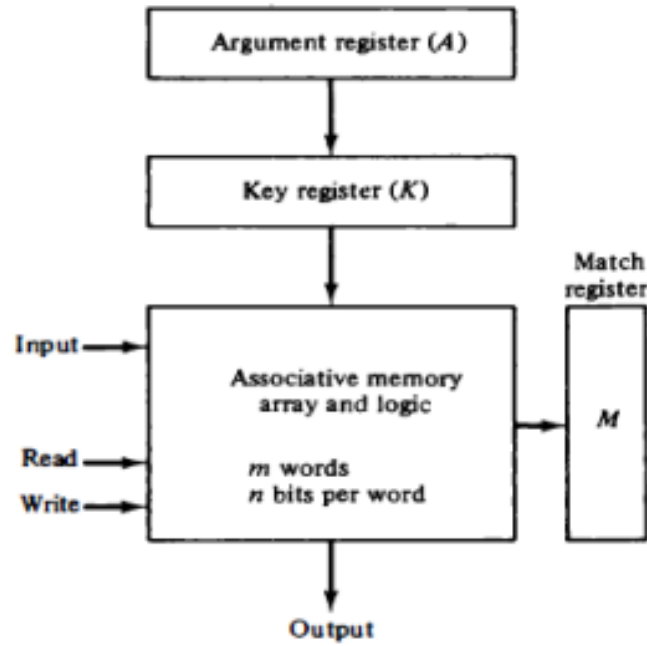 Argument register (A)
Key register (K)
Match
register
Input
Associative memory
array and logic
M
Read
m words
Write
n bits per word
Output